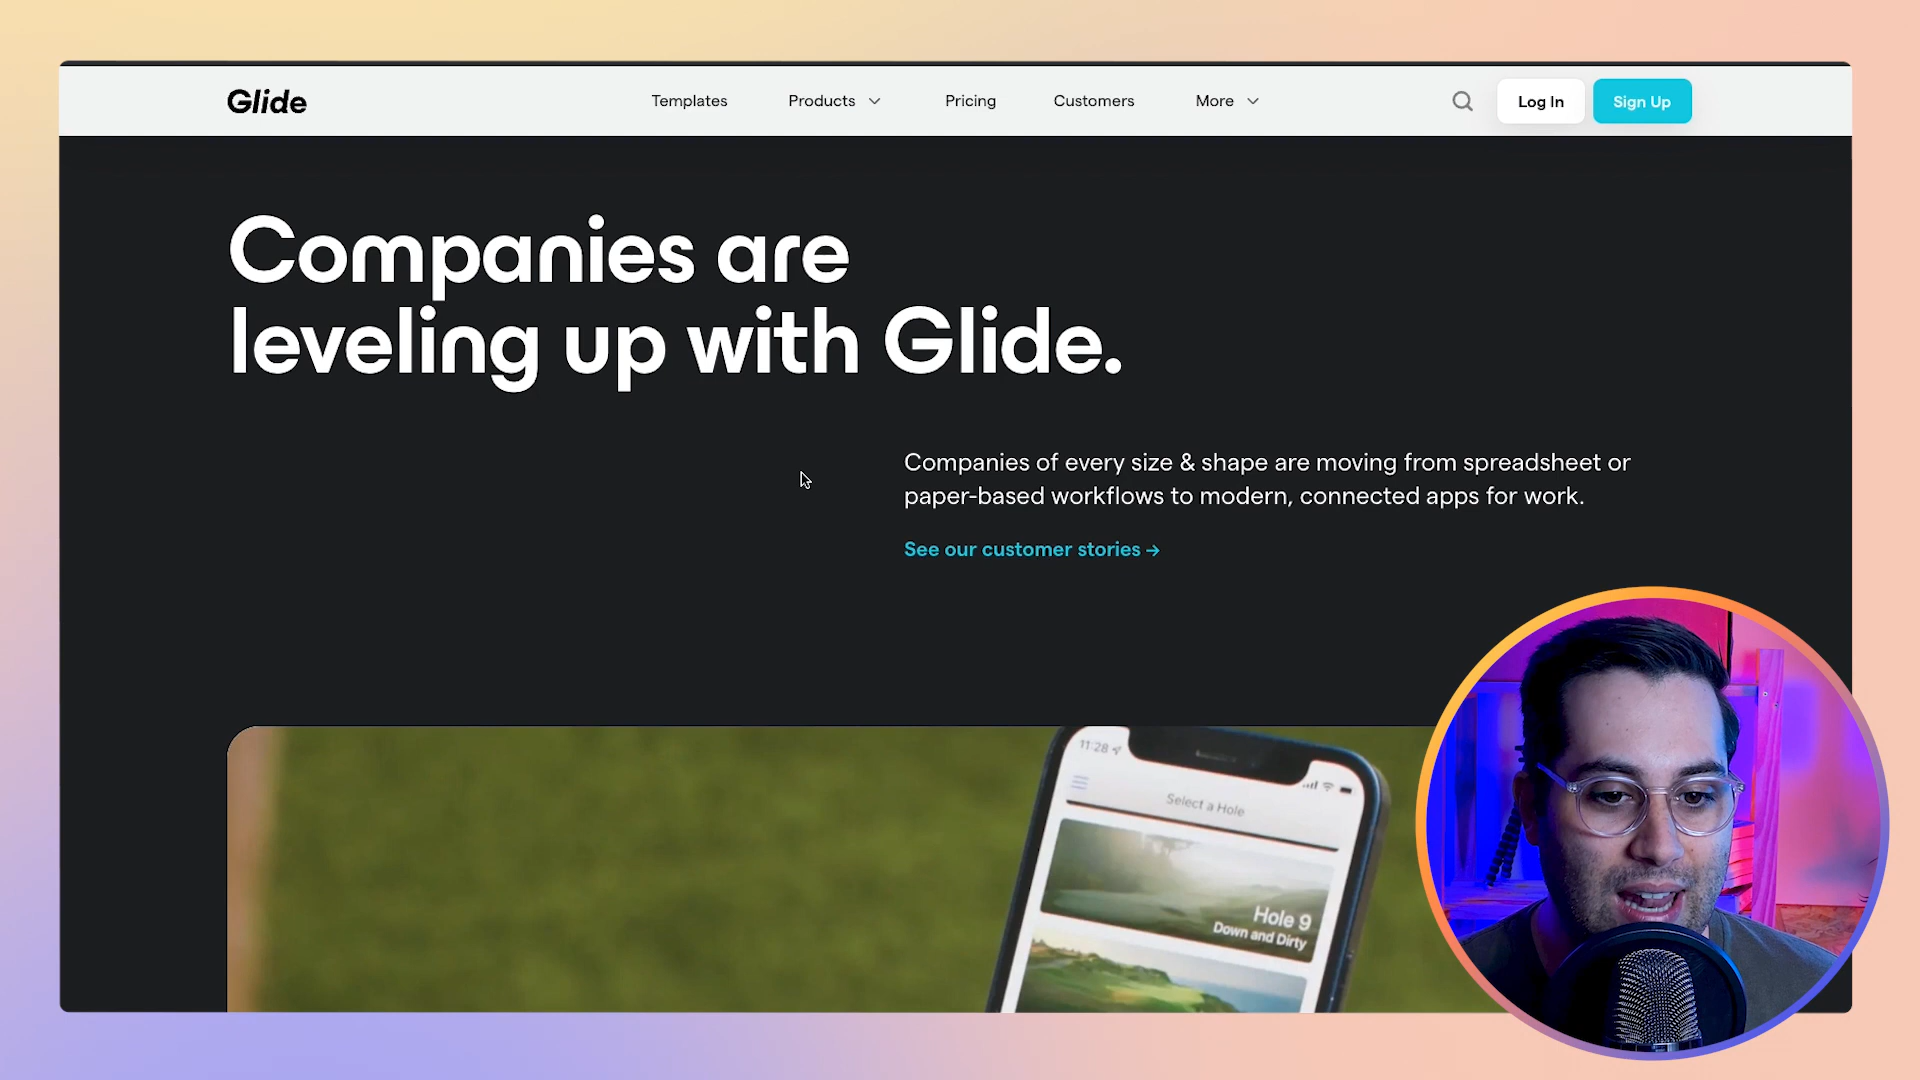 Glide
Templates
Products
Pricing
Customers
More
Log In
Sign Up
Companies are
leveling up with Glide.
Companies of every size & shape are moving from spreadsheet or
paper-based workflows to modern, connected apps for work.
See our customer stories →
11:28
Select a Hole
Hole 9
Down and Dirty